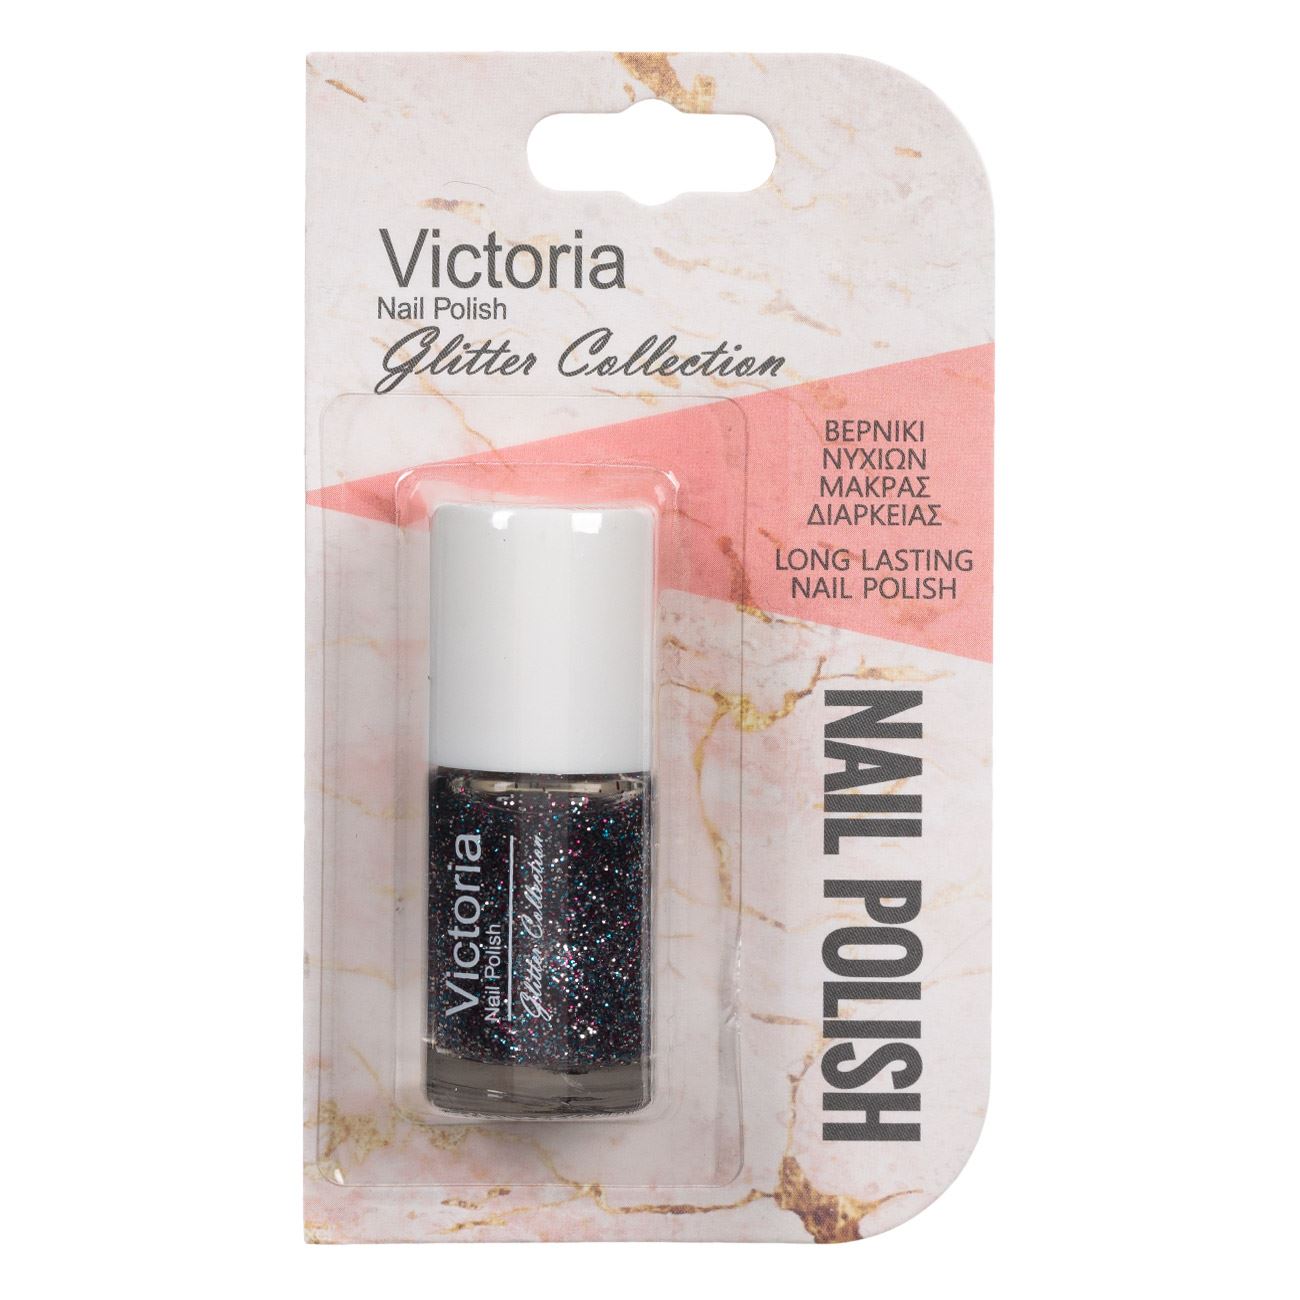 Victoria
Nail Polish
Glitter Collection
ΒΕΡΝΙΚΙ
ΝΥΧΙΩΝ
ΜΑΚΡΑΣ
ΔΙΑΡΚΕΙΑΣ
LONG LASTING
NAIL POLISH
NAIL POLISH
Victoria
Nail Polish
Glitter Collection